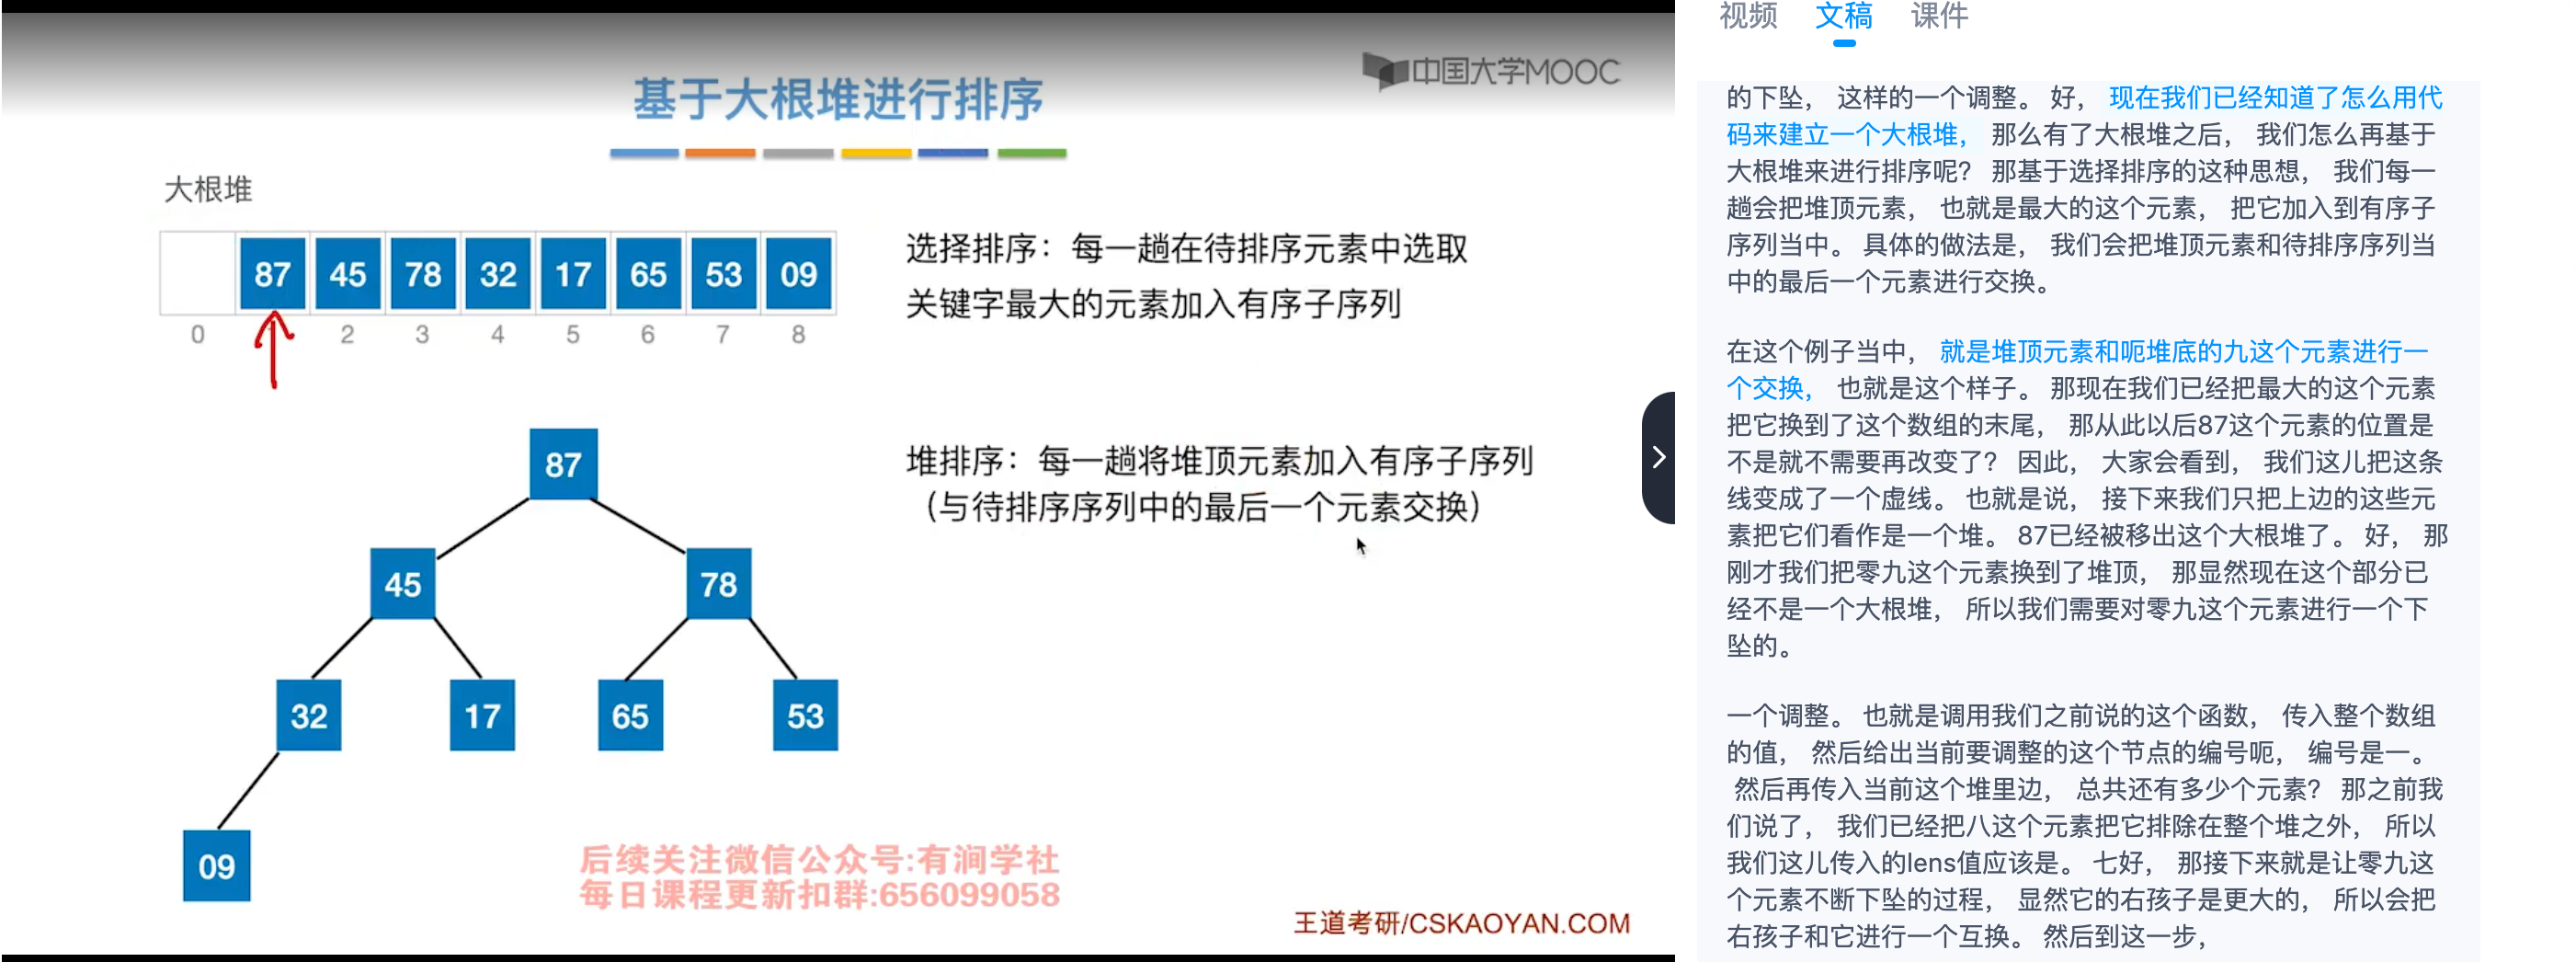 中国大学MOOC
基于大根堆进行排序
大根堆
87 45 78 32 17 65 53 09
0 2 3 4 5 6 7 8
选择排序：每一趟在待排序元素中选取
关键字最大的元素加入有序子序列
堆排序：每一趟将堆顶元素加入有序子序列
（与待排序序列中的最后一个元素交换）
87
45 78
32 17 65 53
09
后续关注微信公众号:有涧学社
每日课程更新扣群:656099058
王道考研/CSKAOYAN.COM
视频 文稿 课件
的下坠， 这样的一个调整。 好， 现在我们已经知道了怎么用代
码来建立一个大根堆， 那么有了大根堆之后， 我们怎么再基于
大根堆来进行排序呢？ 那基于选择排序的这种思想， 我们每一
趟会把堆顶元素， 也就是最大的这个元素， 把它加入到有序子
序列当中。 具体的做法是， 我们会把堆顶元素和待排序序列当
中的最后一个元素进行交换。
在这个例子当中， 就是堆顶元素和呃堆底的九这个元素进行一
个交换， 也就是这个样子。 那现在我们已经把最大的这个元素
把它换到了这个数组的末尾， 那从此以后87这个元素的位置是
不是就不需要再改变了？ 因此， 大家会看到， 我们这儿把这条
线变成了一个虚线。 也就是说， 接下来我们只把上边的这些元
素把它们看作是一个堆。 87已经被移出这个大根堆了。 好， 那
刚才我们把零九这个元素换到了堆顶， 那显然现在这个部分已
经不是一个大根堆， 所以我们需要对零九这个元素进行一个下
坠的。
一个调整。 也就是调用我们之前说的这个函数， 传入整个数组
的值， 然后给出当前要调整的这个节点的编号呃， 编号是一。
然后再传入当前这个堆里边， 总共还有多少个元素？ 那之前我
们说了， 我们已经把八这个元素把它排除在整个堆之外， 所以
我们这儿传入的lens值应该是。 七好， 那接下来就是让零九这
个元素不断下坠的过程， 显然它的右孩子是更大的， 所以会把
右孩子和它进行一个互换。 然后到这一步，